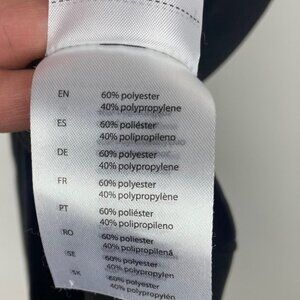 EN 60% polyester
40% polypropylene
ES 60% poliéster
40% polipropileno
DE 60% polyester
40% polypropylene
FR 60% polyester
40% polypropylène
PT 60% poliéster
40% polipropileno
RO 60% poliester
40% polipropilenă
SE 60% polyester
40% polypropylen
SK 60% polyester
40% polypropylén